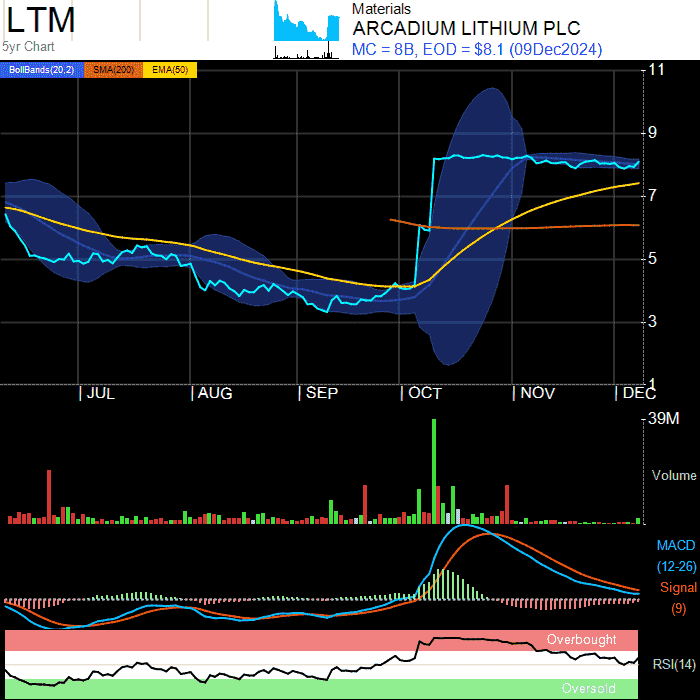 LTM
5yr Chart
Materials
ARCADIUM LITHIUM PLC
MC = 8B, EOD = $8.1 (09Dec2024)
BollBands(20,2) SMA(200) EMA(50)
11
9
7
5
3
1
JUL AUG SEP OCT NOV DEC
39M
Volume
MACD
(12-26)
Signal
(9)
Overbought
RSI(14)
Oversold